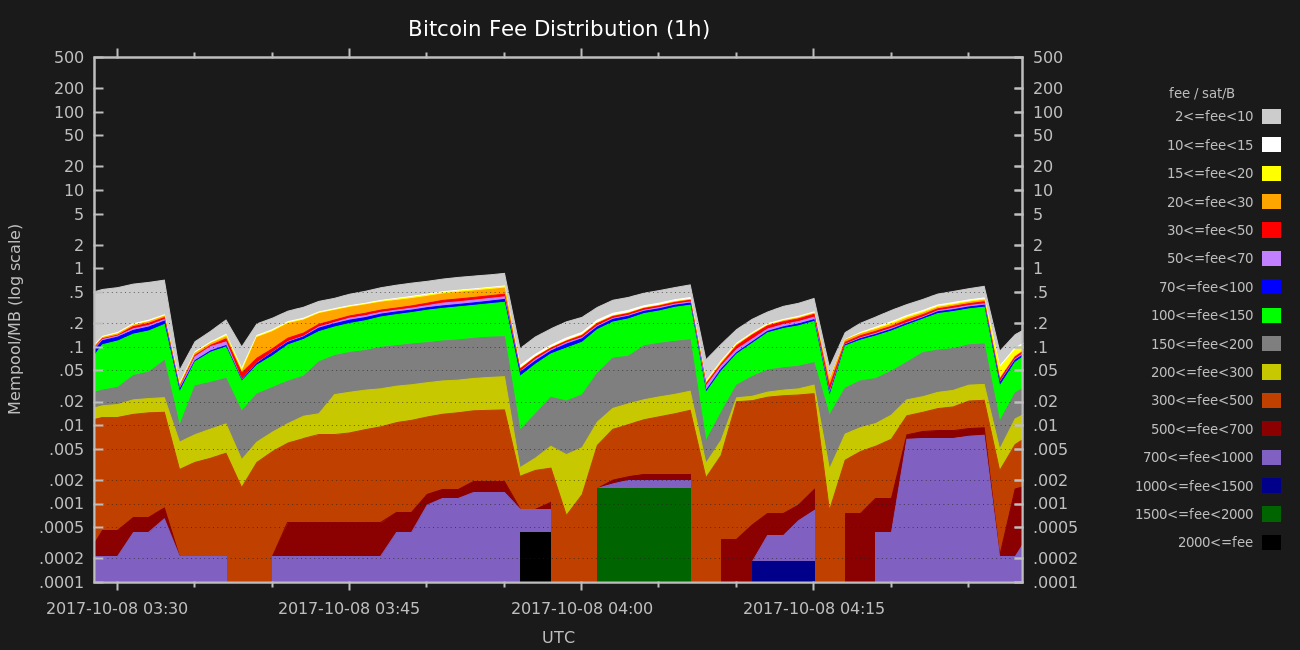 Bitcoin Fee Distribution (1h)
500 500
200 200
100 100
50 50
20 20
10 10
5 5
2 2
1 1
.5 .5
.2 .2
.1 .1
.05 .05
.02 .02
.01 .01
.005 .005
.002 .002
.001 .001
.0005 .0005
.0002 .0002
.0001 .0001
Mempool/MB (log scale)
2017-10-08 03:30 2017-10-08 03:45 2017-10-08 04:00 2017-10-08 04:15
UTC
fee / sat/B
2<=fee<10
10<=fee<15
15<=fee<20
20<=fee<30
30<=fee<50
50<=fee<70
70<=fee<100
100<=fee<150
150<=fee<200
200<=fee<300
300<=fee<500
500<=fee<700
700<=fee<1000
1000<=fee<1500
1500<=fee<2000
2000<=fee